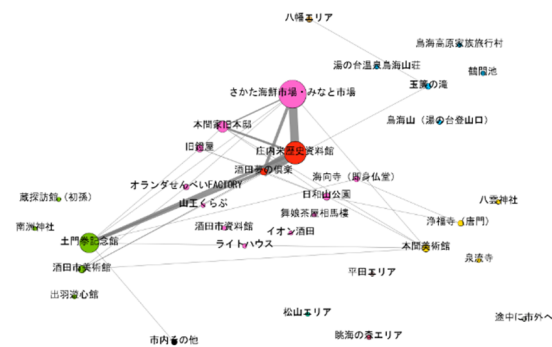 八幡エリア
鳥海高原家族旅行村
湯の台温泉鳥海山荘
鶴間池
玉簾の滝
さかた海鮮市場・みなと市場
鳥海山（湯の台登山口）
本間家旧本邸
旧鐙屋
庄内米歴史資料館
酒田夢の倶楽
海向寺（即身仏堂）
オランダせんべいFACTORY
日和山公園
蔵探訪館（初孫）
山王くらぶ
八雲神社
舞娘茶屋相馬樓
南洲神社
酒田市資料館
浄福寺（唐門）
イオン酒田
土門拳記念館
ライトハウス
本間美術館
泉流寺
酒田市美術館
平田エリア
出羽遊心館
松山エリア
途中に市外へ
眺海の森エリア
市内その他